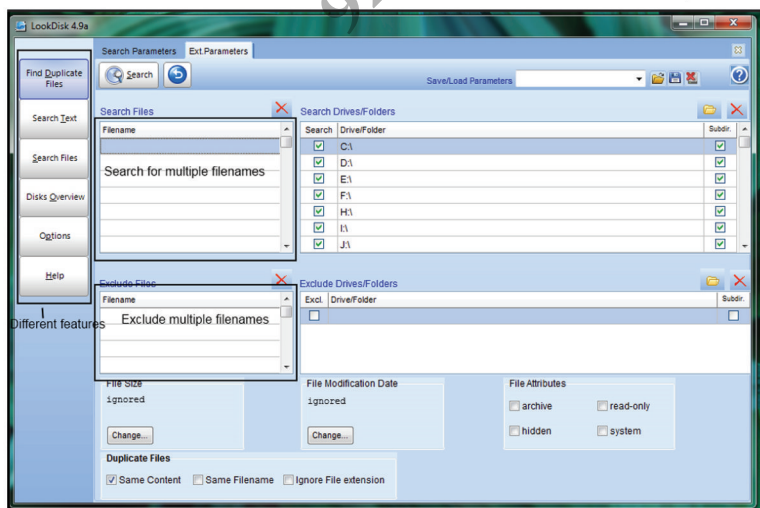 LookDisk 4.9a
Search Parameters Ext.Parameters
Find Duplicate Files
Search Text
Search Files
Disks Overview
Options
Help
Different features
Search
Save/Load Parameters
Search Files
Filename
Search for multiple filenames
Search Drives/Folders
Search Drive/Folder Subdir.
C:\
D:\
E:\
F:\
H:\
I:\
J:\
Exclude Files
Filename
Exclude multiple filenames
Exclude Drives/Folders
Excl. Drive/Folder Subdir.
File Size
ignored
Change...
File Modification Date
ignored
Change...
File Attributes
archive read-only
hidden system
Duplicate Files
Same Content Same Filename Ignore File extension